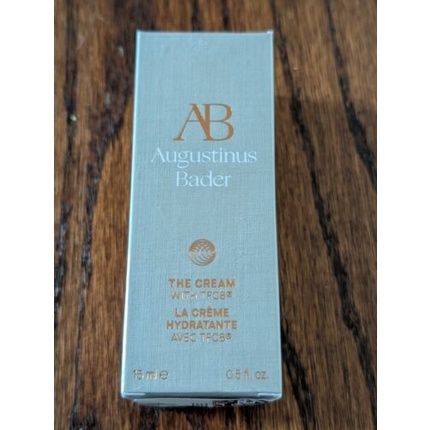 AB
Augustinus
Bader
THE CREAM
WITH TFC8®
LA CRÈME
HYDRATANTE
AVEC TFC8®
15 ml ℮ 0.5 fl. oz.